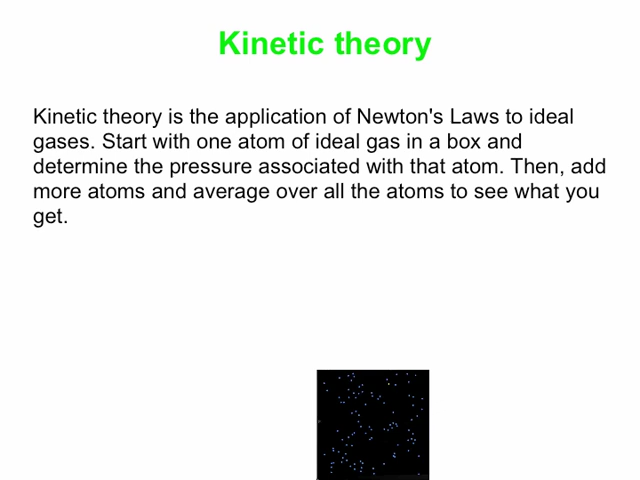 Kinetic theory
Kinetic theory is the application of Newton's Laws to ideal
gases. Start with one atom of ideal gas in a box and
determine the pressure associated with that atom. Then, add
more atoms and average over all the atoms to see what you
get.